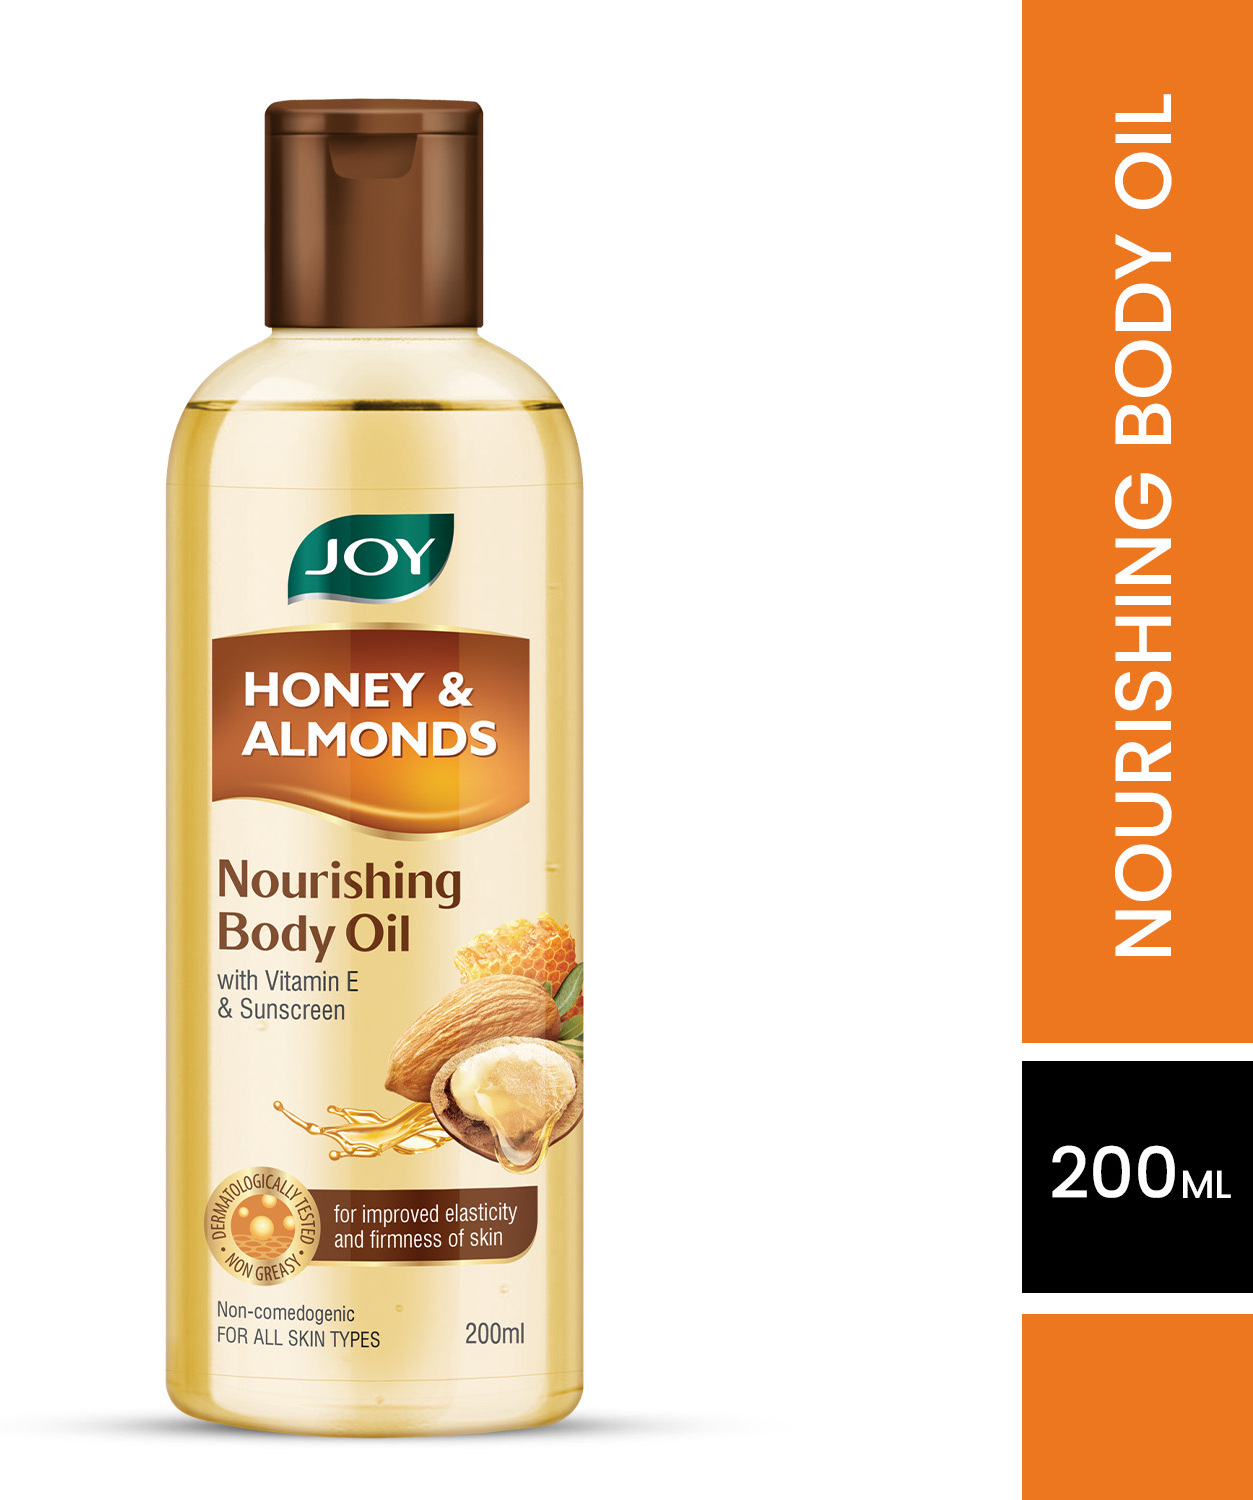 JOY
HONEY &
ALMONDS
Nourishing
Body Oil
with Vitamin E
& Sunscreen
DERMATOLOGICALLY TESTED
• NON GREASY •
for improved elasticity
and firmness of skin
Non-comedogenic
FOR ALL SKIN TYPES
200ml
NOURISHING BODY OIL
200ML